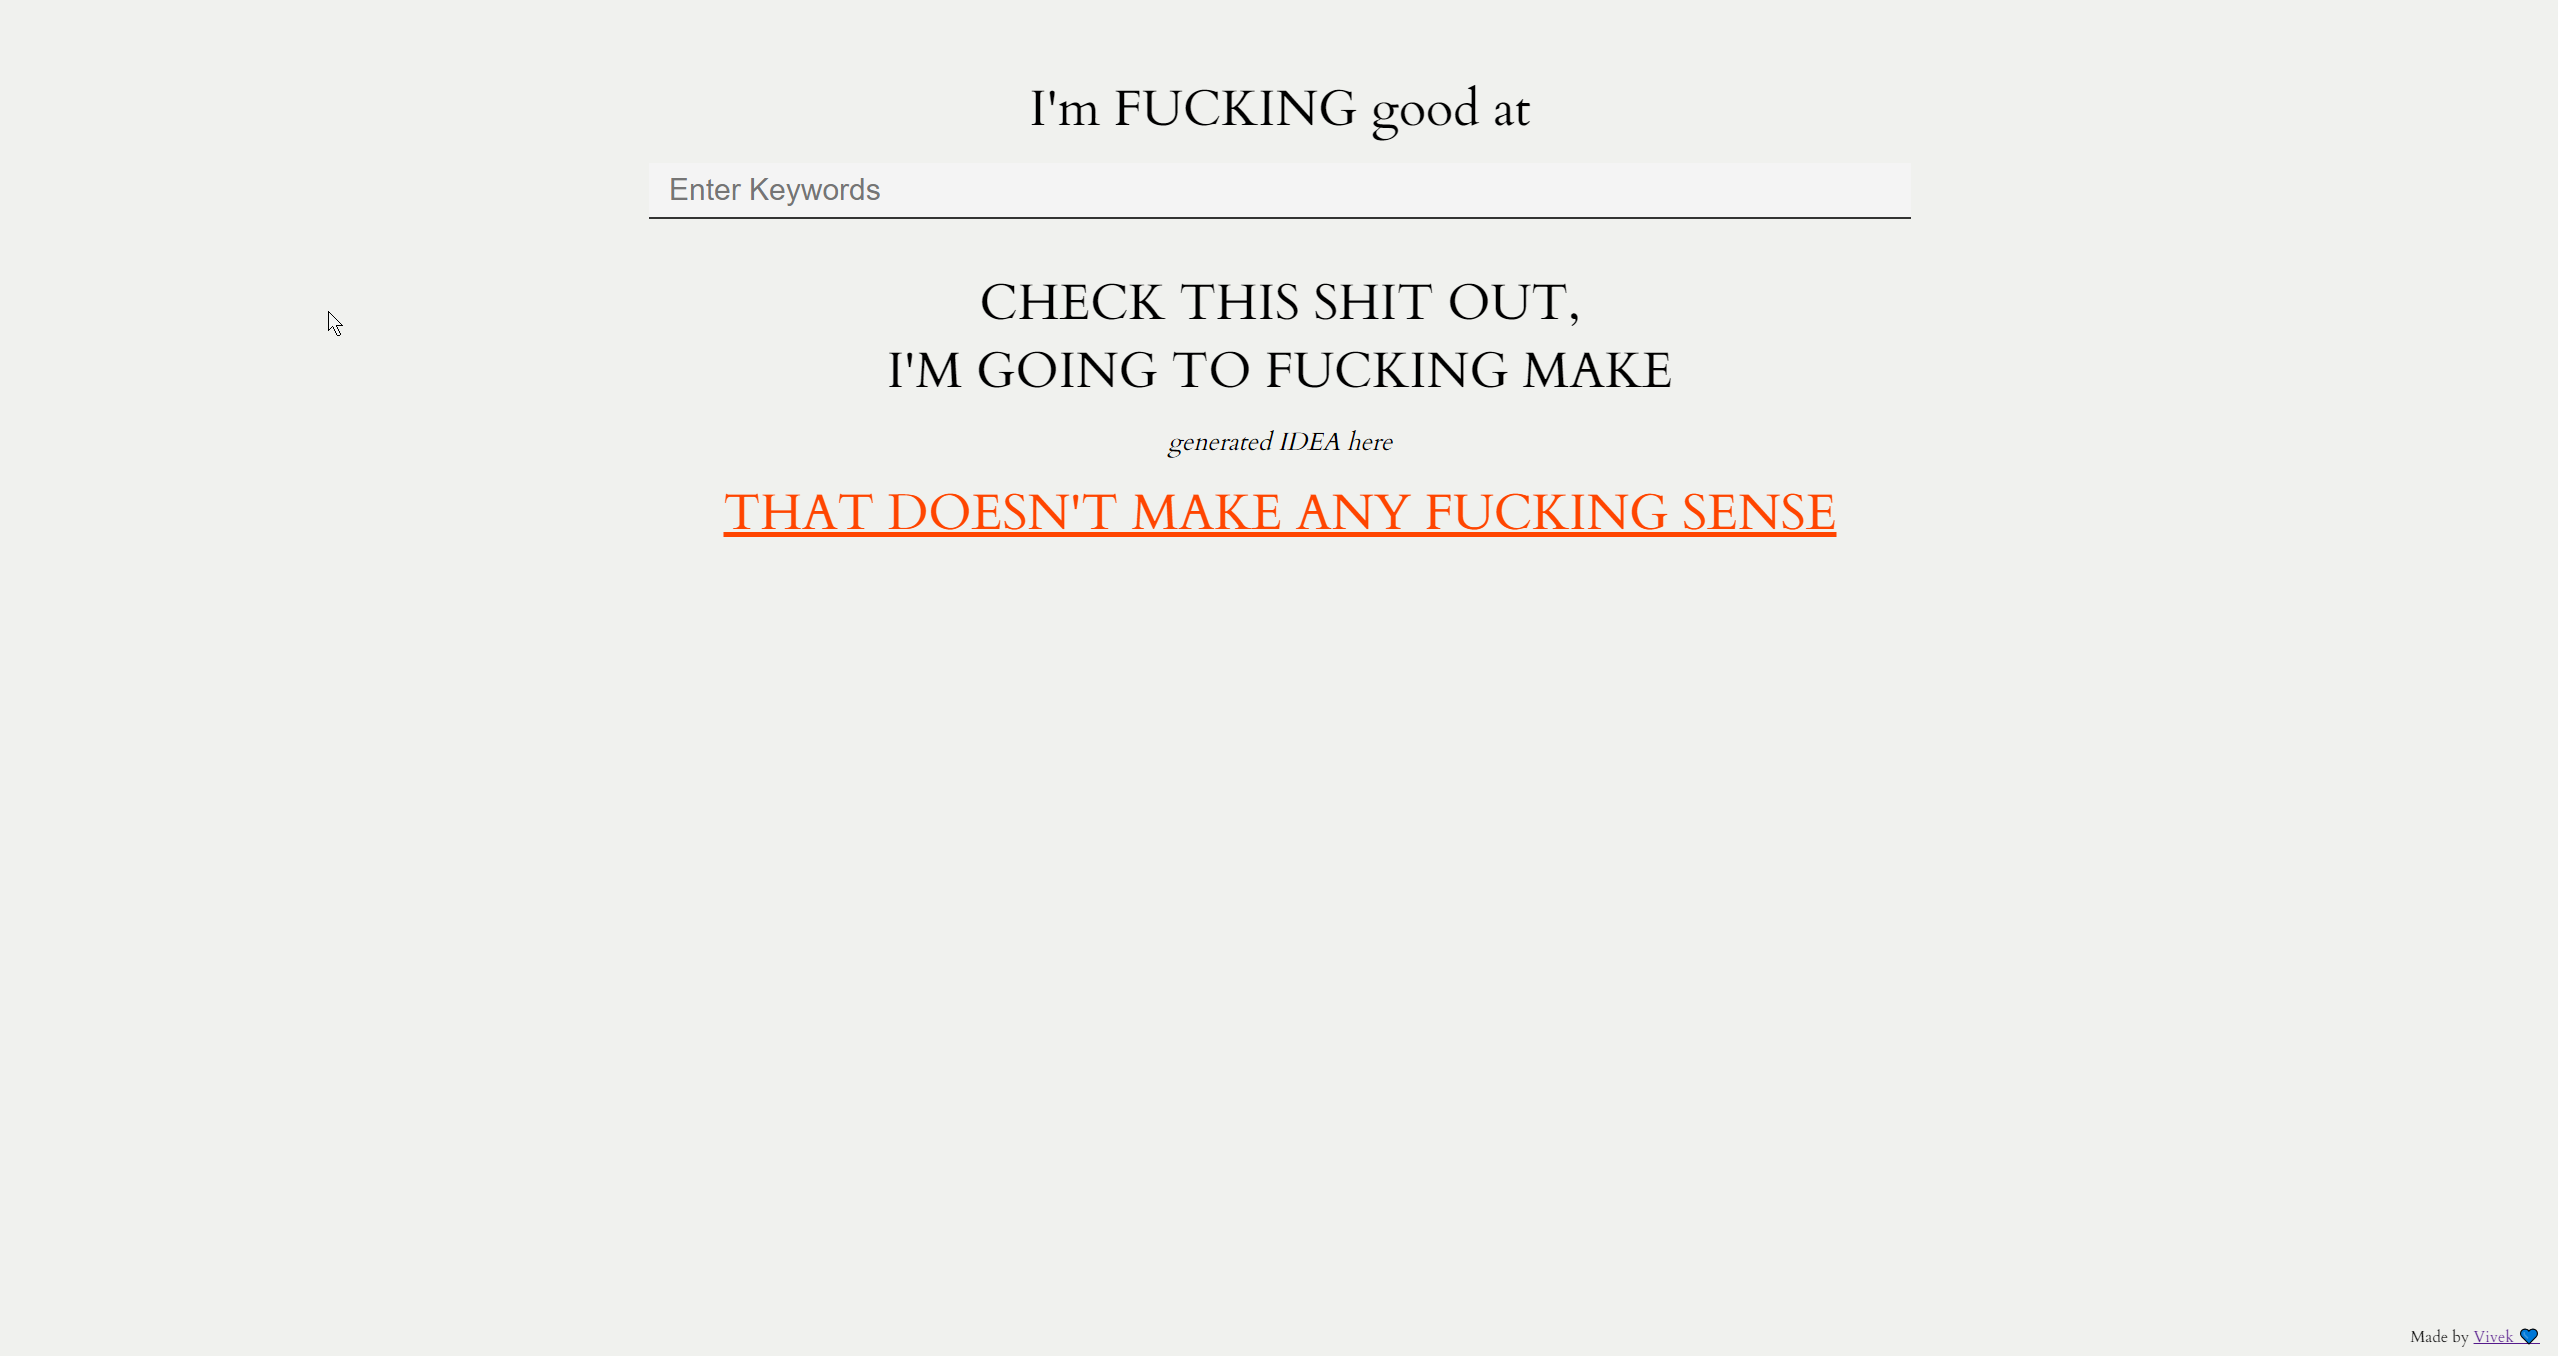 I'm FUCKING good at
Enter Keywords
CHECK THIS SHIT OUT,
I'M GOING TO FUCKING MAKE
generated IDEA here
THAT DOESN'T MAKE ANY FUCKING SENSE
Made by Vivek 💙